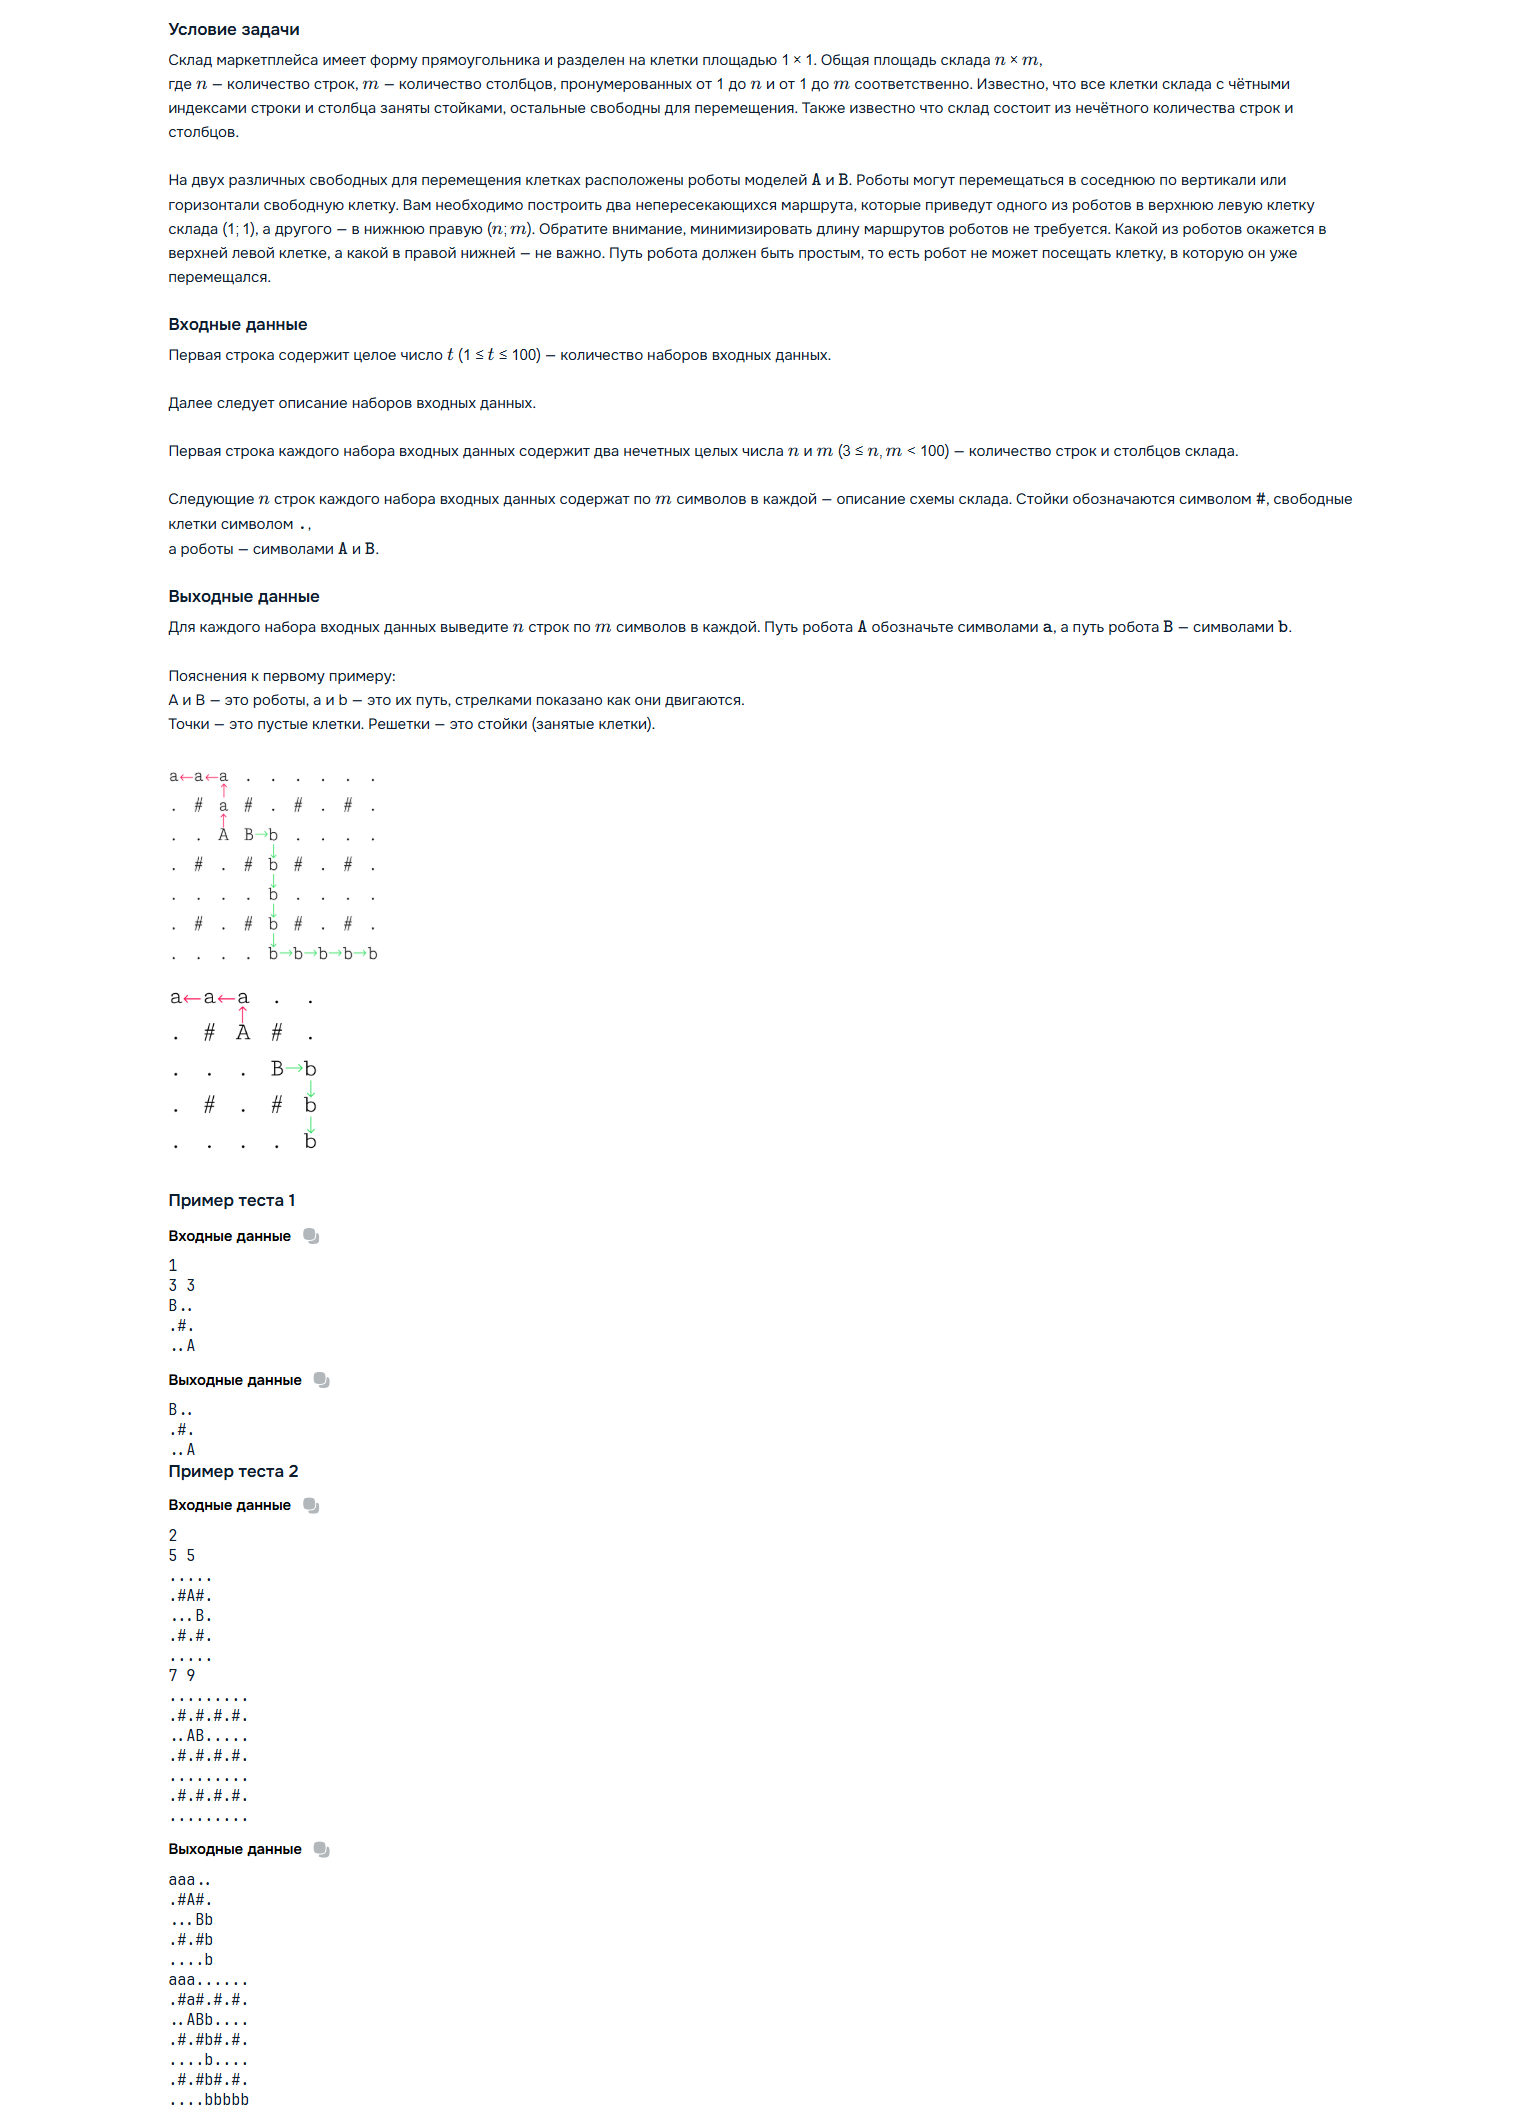 Условие задачи
Склад маркетплейса имеет форму прямоугольника и разделен на клетки площадью 1 × 1. Общая площадь склада n × m,
где n — количество строк, m — количество столбцов, пронумерованных от 1 до n и от 1 до m соответственно. Известно, что все клетки склада с чётными
индексами строки и столбца заняты стойками, остальные свободны для перемещения. Также известно что склад состоит из нечётного количества строк и
столбцов.
На двух различных свободных для перемещения клетках расположены роботы моделей A и B. Роботы могут перемещаться в соседнюю по вертикали или
горизонтали свободную клетку. Вам необходимо построить два непересекающихся маршрута, которые приведут одного из роботов в верхнюю левую клетку
склада (1; 1), а другого — в нижнюю правую (n; m). Обратите внимание, минимизировать длину маршрутов роботов не требуется. Какой из роботов окажется в
верхней левой клетке, а какой в правой нижней — не важно. Путь робота должен быть простым, то есть робот не может посещать клетку, в которую он уже
перемещался.
Входные данные
Первая строка содержит целое число t (1 ≤ t ≤ 100) — количество наборов входных данных.
Далее следует описание наборов входных данных.
Первая строка каждого набора входных данных содержит два нечетных целых числа n и m (3 ≤ n, m < 100) — количество строк и столбцов склада.
Следующие n строк каждого набора входных данных содержат по m символов в каждой — описание схемы склада. Стойки обозначаются символом #, свободные
клетки символом .,
а роботы — символами A и B.
Выходные данные
Для каждого набора входных данных выведите n строк по m символов в каждой. Путь робота A обозначьте символами a, а путь робота B — символами b.
Пояснения к первому примеру:
A и B — это роботы, a и b — это их путь, стрелками показано как они двигаются.
Точки — это пустые клетки. Решетки — это стойки (занятые клетки).
a←a←a . . . . . .
↑
. # a # . # . # .
↑
. . A B→b . . . .
↓
. # . # b # . # .
↓
. . . . b . . . .
↓
. # . # b # . # .
↓
. . . . b→b→b→b→b
a←a←a . .
↑
. # A # .
. . . B→b
↓
. # . # b
↓
. . . . b
Пример теста 1
Входные данные
1
3 3
B..
.#.
..A
Выходные данные
B..
.#.
..A
Пример теста 2
Входные данные
2
5 5
.....
.#A#.
...B.
.#.#.
.....
7 9
.........
.#.#.#.#.
..AB.....
.#.#.#.#.
.........
.#.#.#.#.
.........
Выходные данные
aaa..
.#A#.
...Bb
.#.#b
....b
aaa......
.#a#.#.#.
..ABb....
.#.#b#.#.
....b....
.#.#b#.#.
....bbbbb